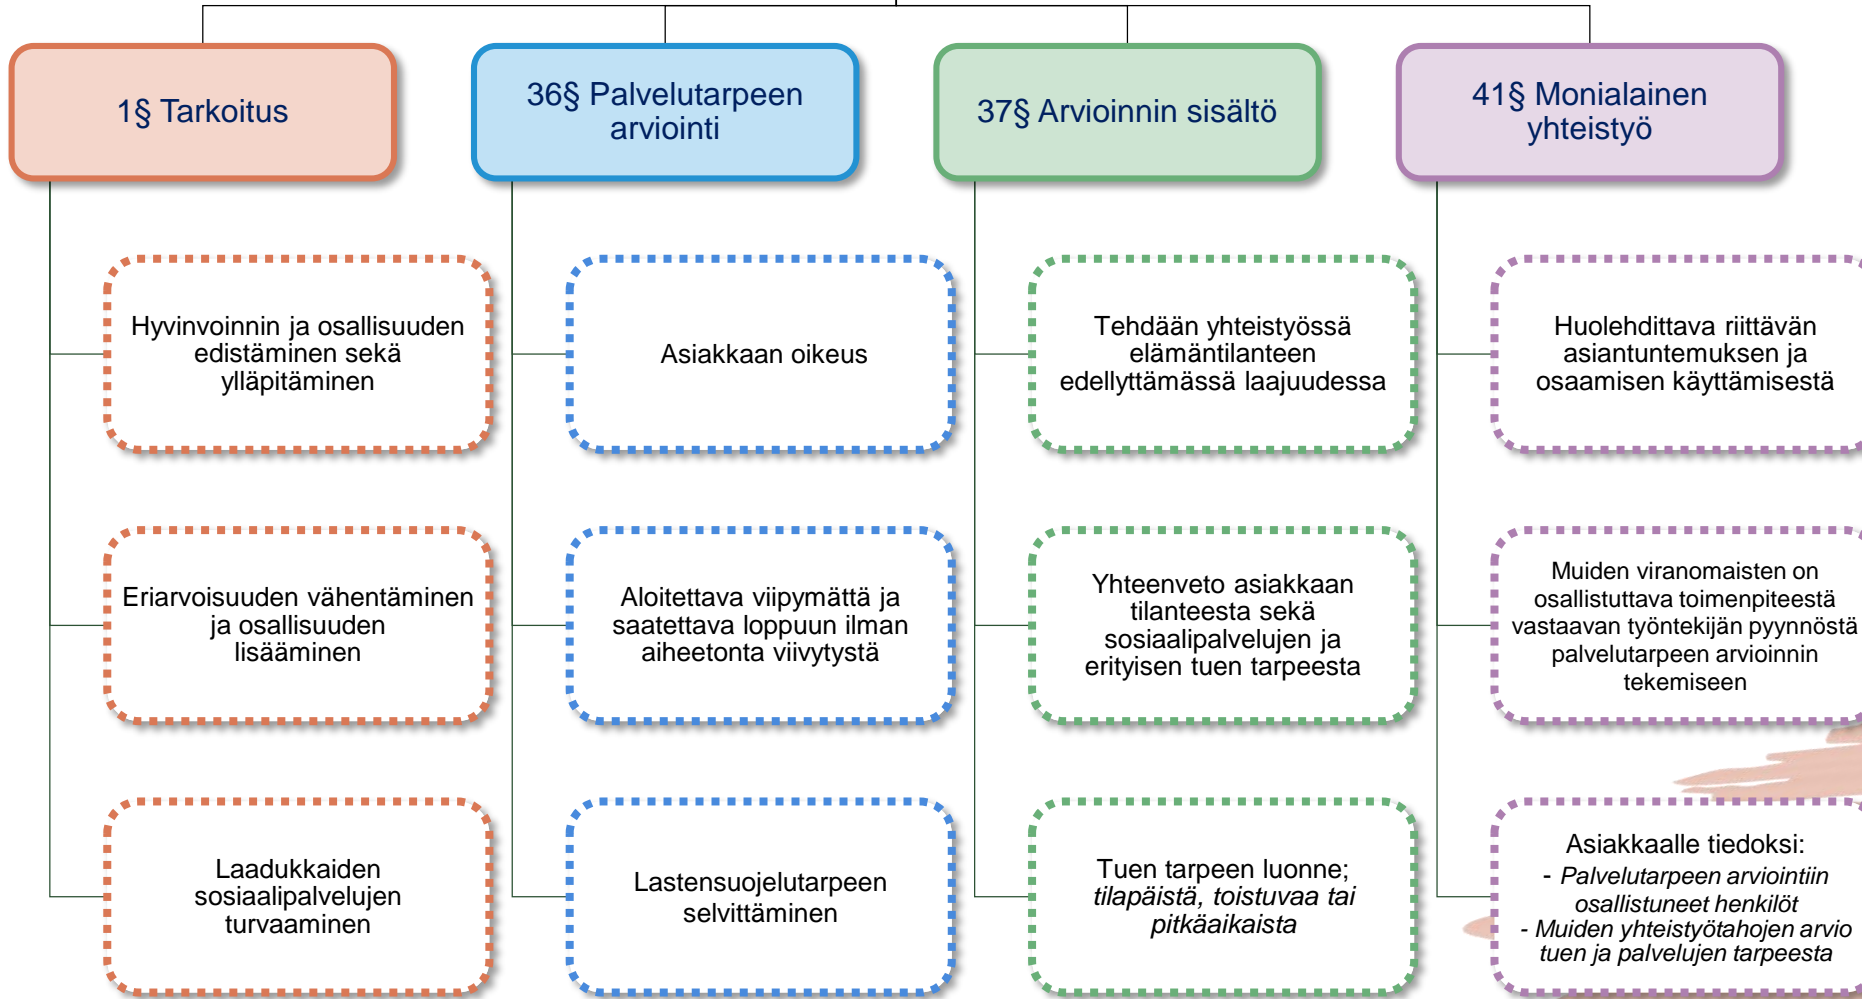 1§ Tarkoitus
36§ Palvelutarpeen
arviointi
37§ Arvioinnin sisältö
41§ Monialainen
yhteistyö
Hyvinvoinnin ja osallisuuden
edistäminen sekä
ylläpitäminen
Asiakkaan oikeus
Tehdään yhteistyössä
elämäntilanteen
edellyttämässä laajuudessa
Huolehdittava riittävän
asiantuntemuksen ja
osaamisen käyttämisestä
Eriarvoisuuden vähentäminen
ja osallisuuden
lisääminen
Aloitettava viipymättä ja
saatettava loppuun ilman
aiheetonta viivytystä
Yhteenveto asiakkaan
tilanteesta sekä
sosiaalipalvelujen ja
erityisen tuen tarpeesta
Muiden viranomaisten on
osallistuttava toimenpiteestä
vastaavan työntekijän pyynnöstä
palvelutarpeen arvioinnin
tekemiseen
Laadukkaiden
sosiaalipalvelujen
turvaaminen
Lastensuojelutarpeen
selvittäminen
Tuen tarpeen luonne;
tilapäistä, toistuvaa tai
pitkäaikaista
Asiakkaalle tiedoksi:
- Palvelutarpeen arviointiin
osallistuneet henkilöt
- Muiden yhteistyötahojen arvio
tuen ja palvelujen tarpeesta